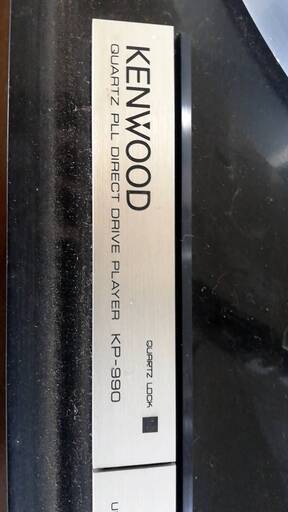 KENWOOD
QUARTZ PLL DIRECT DRIVE PLAYER KP-990
QUARTZ LOCK